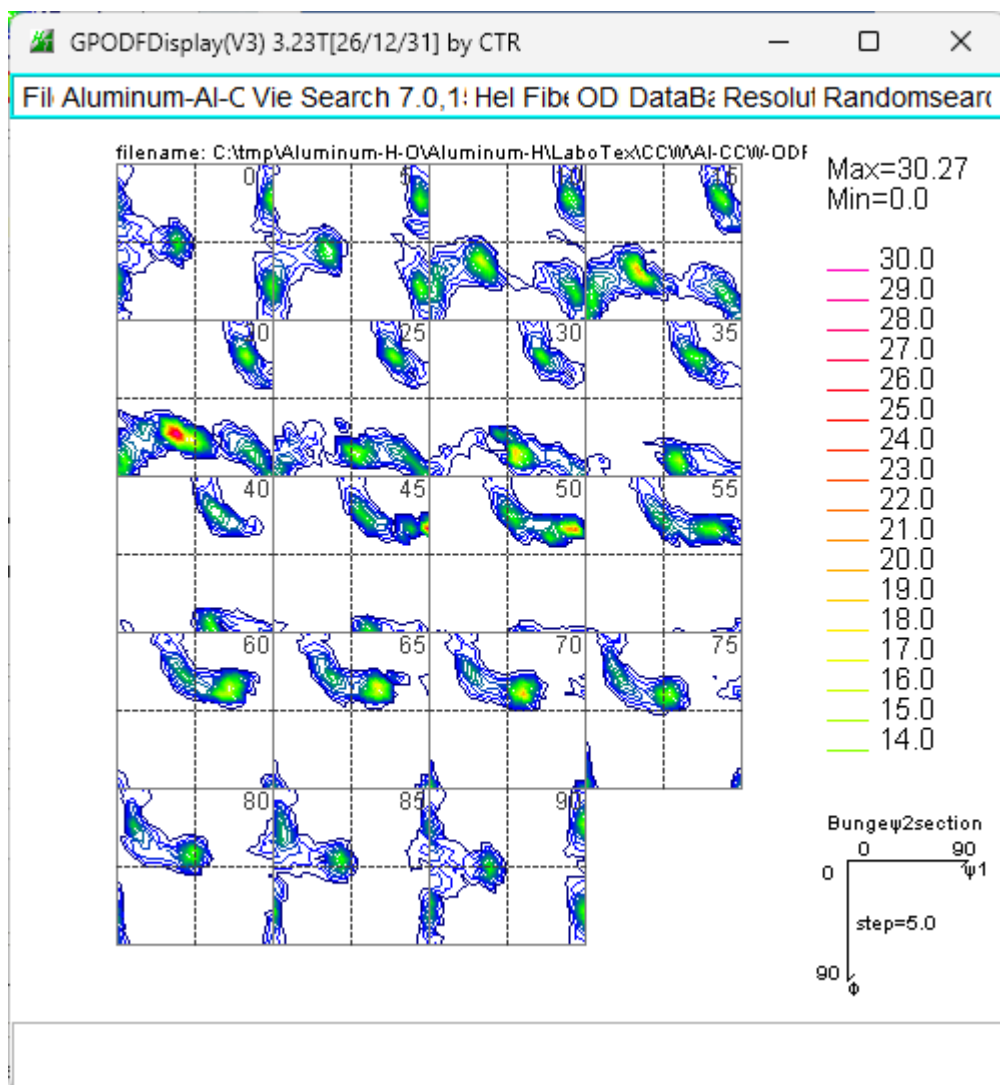 GPODFDisplay(V3) 3.23T[26/12/31] by CTR
Fil Aluminum-Al-C Vie Search 7.0,15 Hel Fibe OD DataBa Resolut Randomsearc
filename: C:\tmp\Aluminum-H-O\Aluminum-H\LaboTex\CCW\Al-CCW-ODF
Max=30.27
Min=0.0
0 5 15
20 25 30 35
40 45 50 55
60 65 70 75
80 85 90
30.0
29.0
28.0
27.0
26.0
25.0
24.0
23.0
22.0
21.0
20.0
19.0
18.0
17.0
16.0
15.0
14.0
Bungeψ2section
0 90
ψ1
0
step=5.0
90
Φ